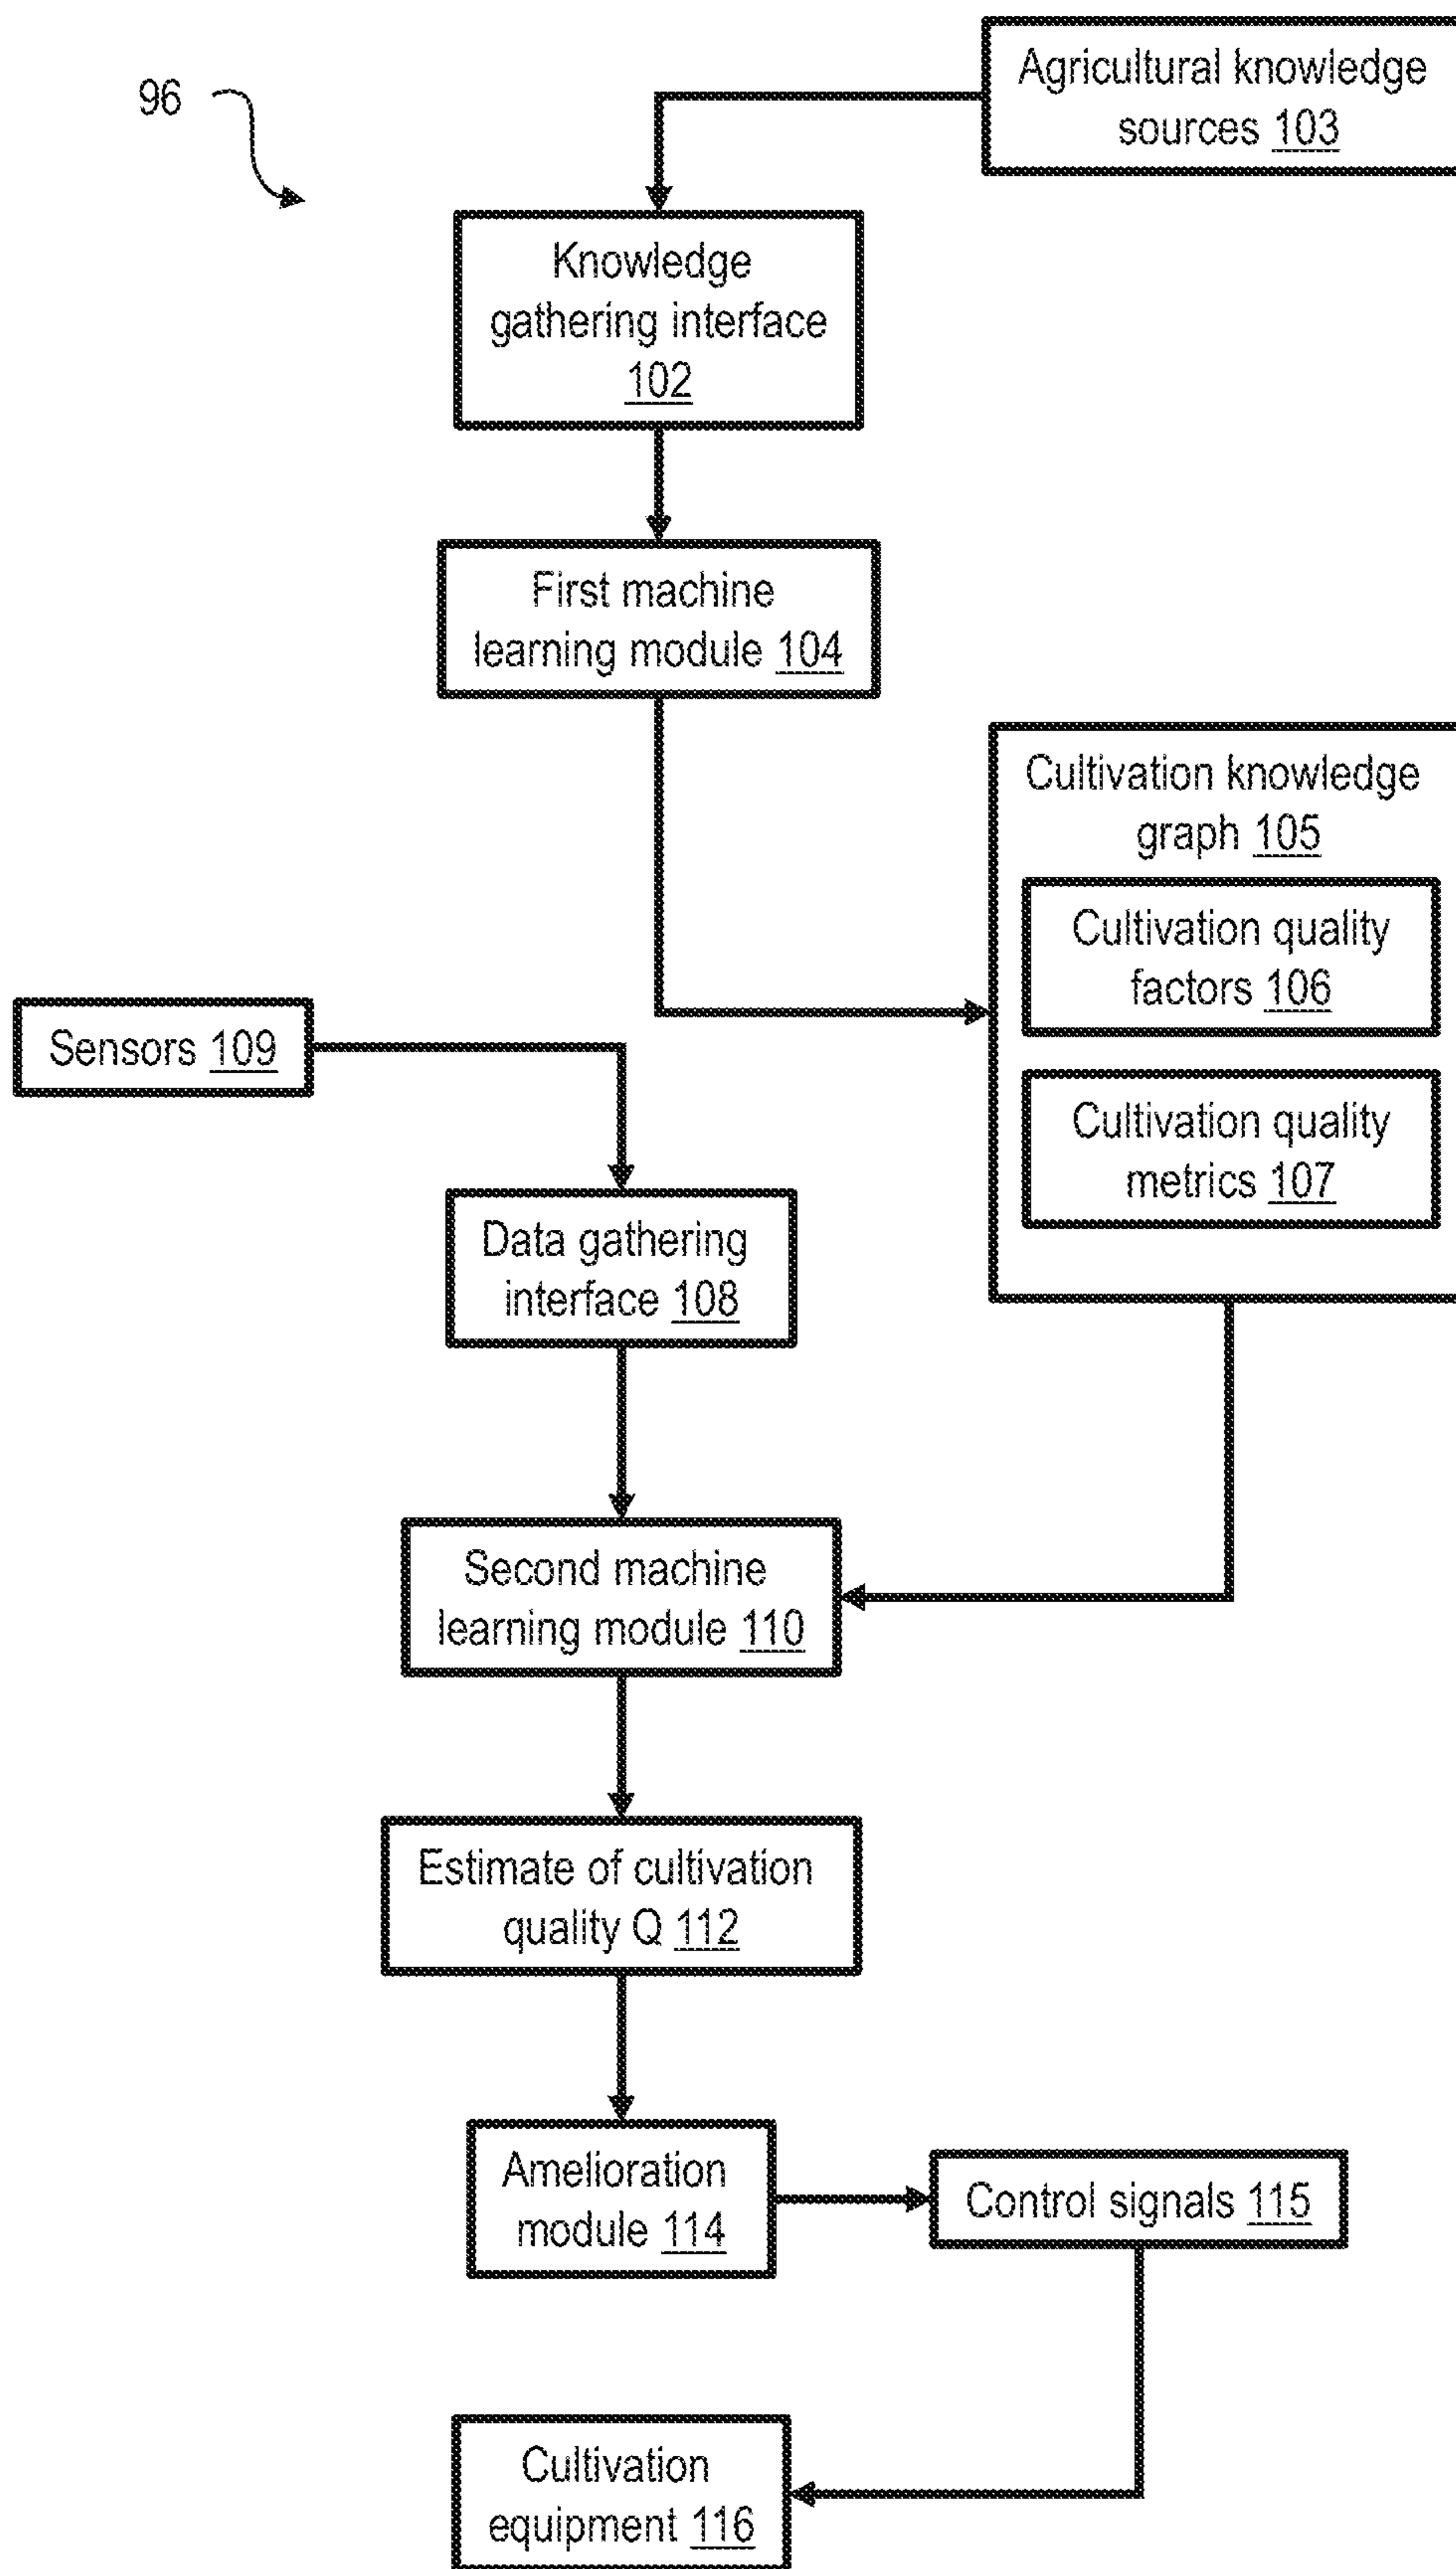 96
Agricultural knowledge
sources 103
Knowledge
gathering interface
102
First machine
learning module 104
Cultivation knowledge
graph 105
Cultivation quality
factors 106
Sensors 109
Cultivation quality
metrics 107
Data gathering
interface 108
Second machine
learning module 110
Estimate of cultivation
quality Q 112
Amelioration
module 114
Control signals 115
Cultivation
equipment 116